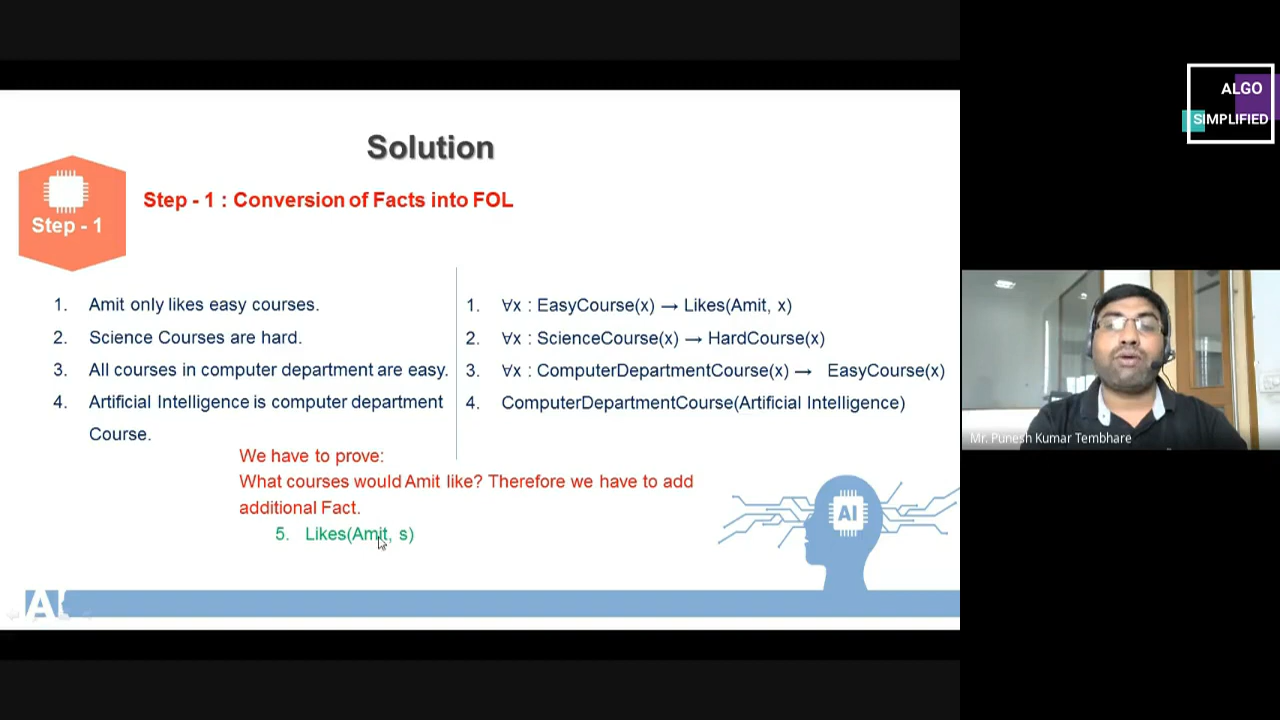 ALGO
SIMPLIFIED
Solution
Step - 1
Step - 1 : Conversion of Facts into FOL
1. Amit only likes easy courses.
2. Science Courses are hard.
3. All courses in computer department are easy.
4. Artificial Intelligence is computer department
Course.
1. ∀x : EasyCourse(x) → Likes(Amit, x)
2. ∀x : ScienceCourse(x) → HardCourse(x)
3. ∀x : ComputerDepartmentCourse(x) → EasyCourse(x)
4. ComputerDepartmentCourse(Artificial Intelligence)
We have to prove:
What courses would Amit like? Therefore we have to add
additional Fact.
5. Likes(Amit, s)
AI
AI
Mr. Punesh Kumar Tembhare